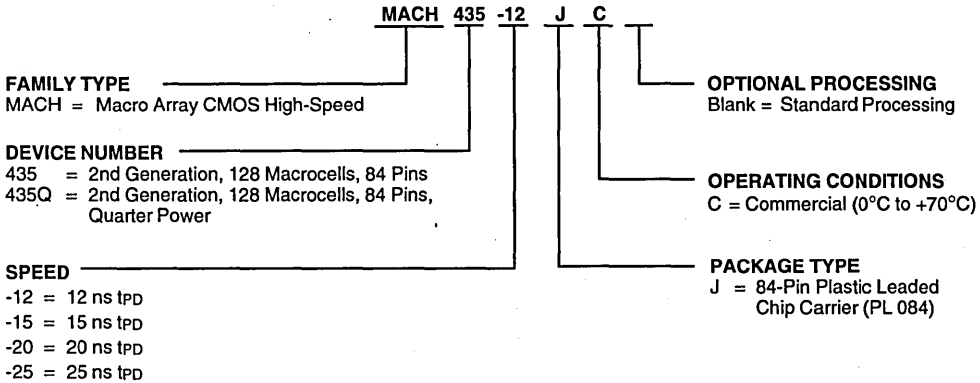 MACH 435 -12 J C
FAMILY TYPE
MACH = Macro Array CMOS High-Speed
DEVICE NUMBER
435 = 2nd Generation, 128 Macrocells, 84 Pins
435Q = 2nd Generation, 128 Macrocells, 84 Pins,
Quarter Power
SPEED
-12 = 12 ns tPD
-15 = 15 ns tPD
-20 = 20 ns tPD
-25 = 25 ns tPD
OPTIONAL PROCESSING
Blank = Standard Processing
OPERATING CONDITIONS
C = Commercial (0°C to +70°C)
PACKAGE TYPE
J = 84-Pin Plastic Leaded
Chip Carrier (PL 084)